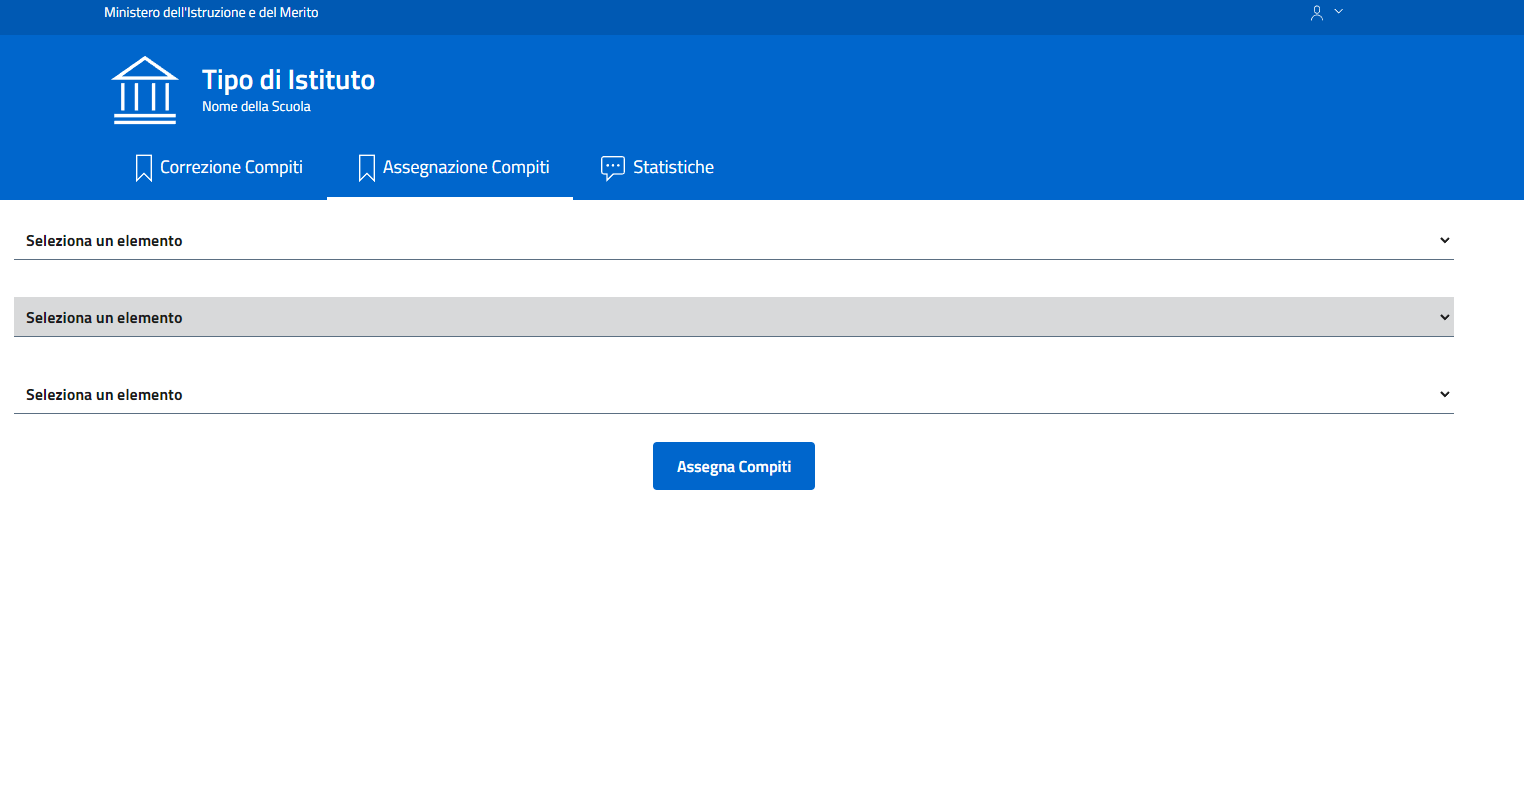 Ministero dell'Istruzione e del Merito
Tipo di Istituto
Nome della Scuola
Correzione Compiti
Assegnazione Compiti
Statistiche
Seleziona un elemento
Seleziona un elemento
Seleziona un elemento
Assegna Compiti